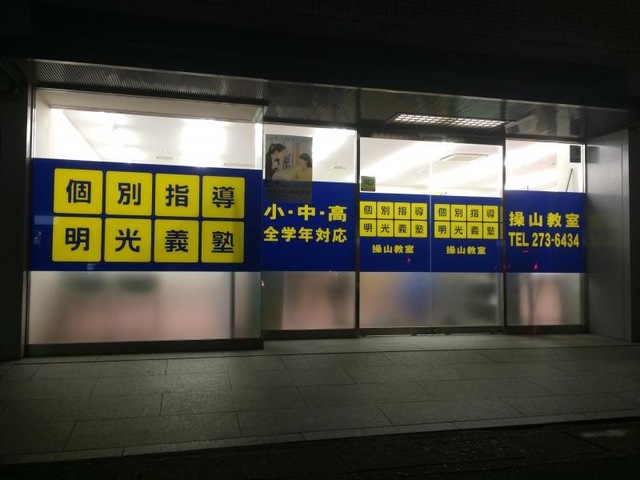 個別指導
明光義塾
小・中・高
全学年対応
個別指導
明光義塾
操山教室
個別指導
明光義塾
操山教室
操山教室
TEL 273-6434